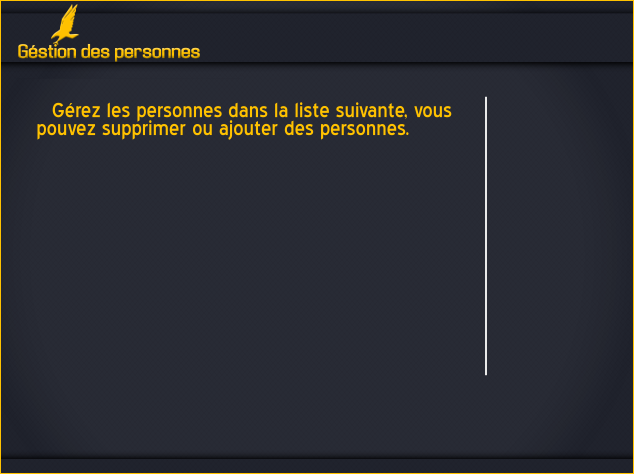 Géstion des personnes
Gérez les personnes dans la liste suivante, vous
pouvez supprimer ou ajouter des personnes.